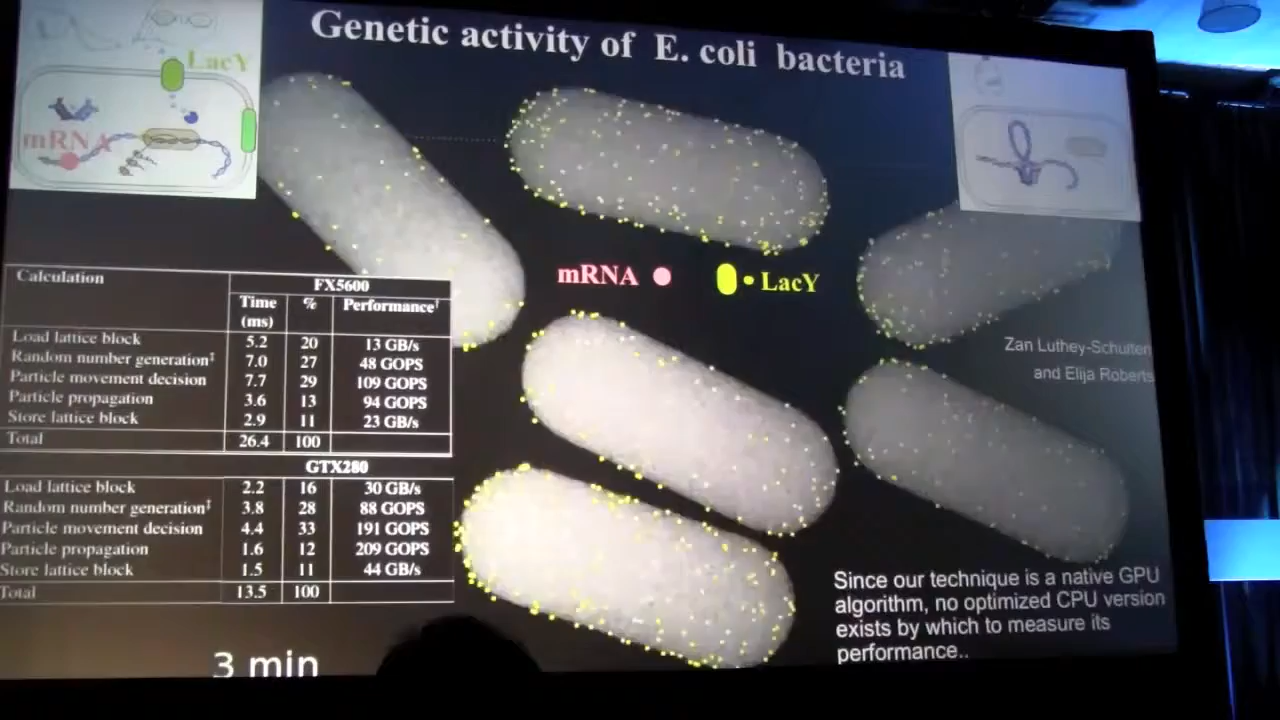 Genetic activity of E. coli bacteria
LacY
mRNA
mRNA
LacY
Zan Luthey-Schulten
and Elija Roberts
Calculation FX5600
Time (ms) % Performance†
Load lattice block 5.2 20 13 GB/s
Random number generation‡ 7.0 27 48 GOPS
Particle movement decision 7.7 29 109 GOPS
Particle propagation 3.6 13 94 GOPS
Store lattice block 2.9 11 23 GB/s
Total 26.4 100
GTX280
Load lattice block 2.2 16 30 GB/s
Random number generation‡ 3.8 28 88 GOPS
Particle movement decision 4.4 33 191 GOPS
Particle propagation 1.6 12 209 GOPS
Store lattice block 1.5 11 44 GB/s
Total 13.5 100
3 min
Since our technique is a native GPU
algorithm, no optimized CPU version
exists by which to measure its
performance..